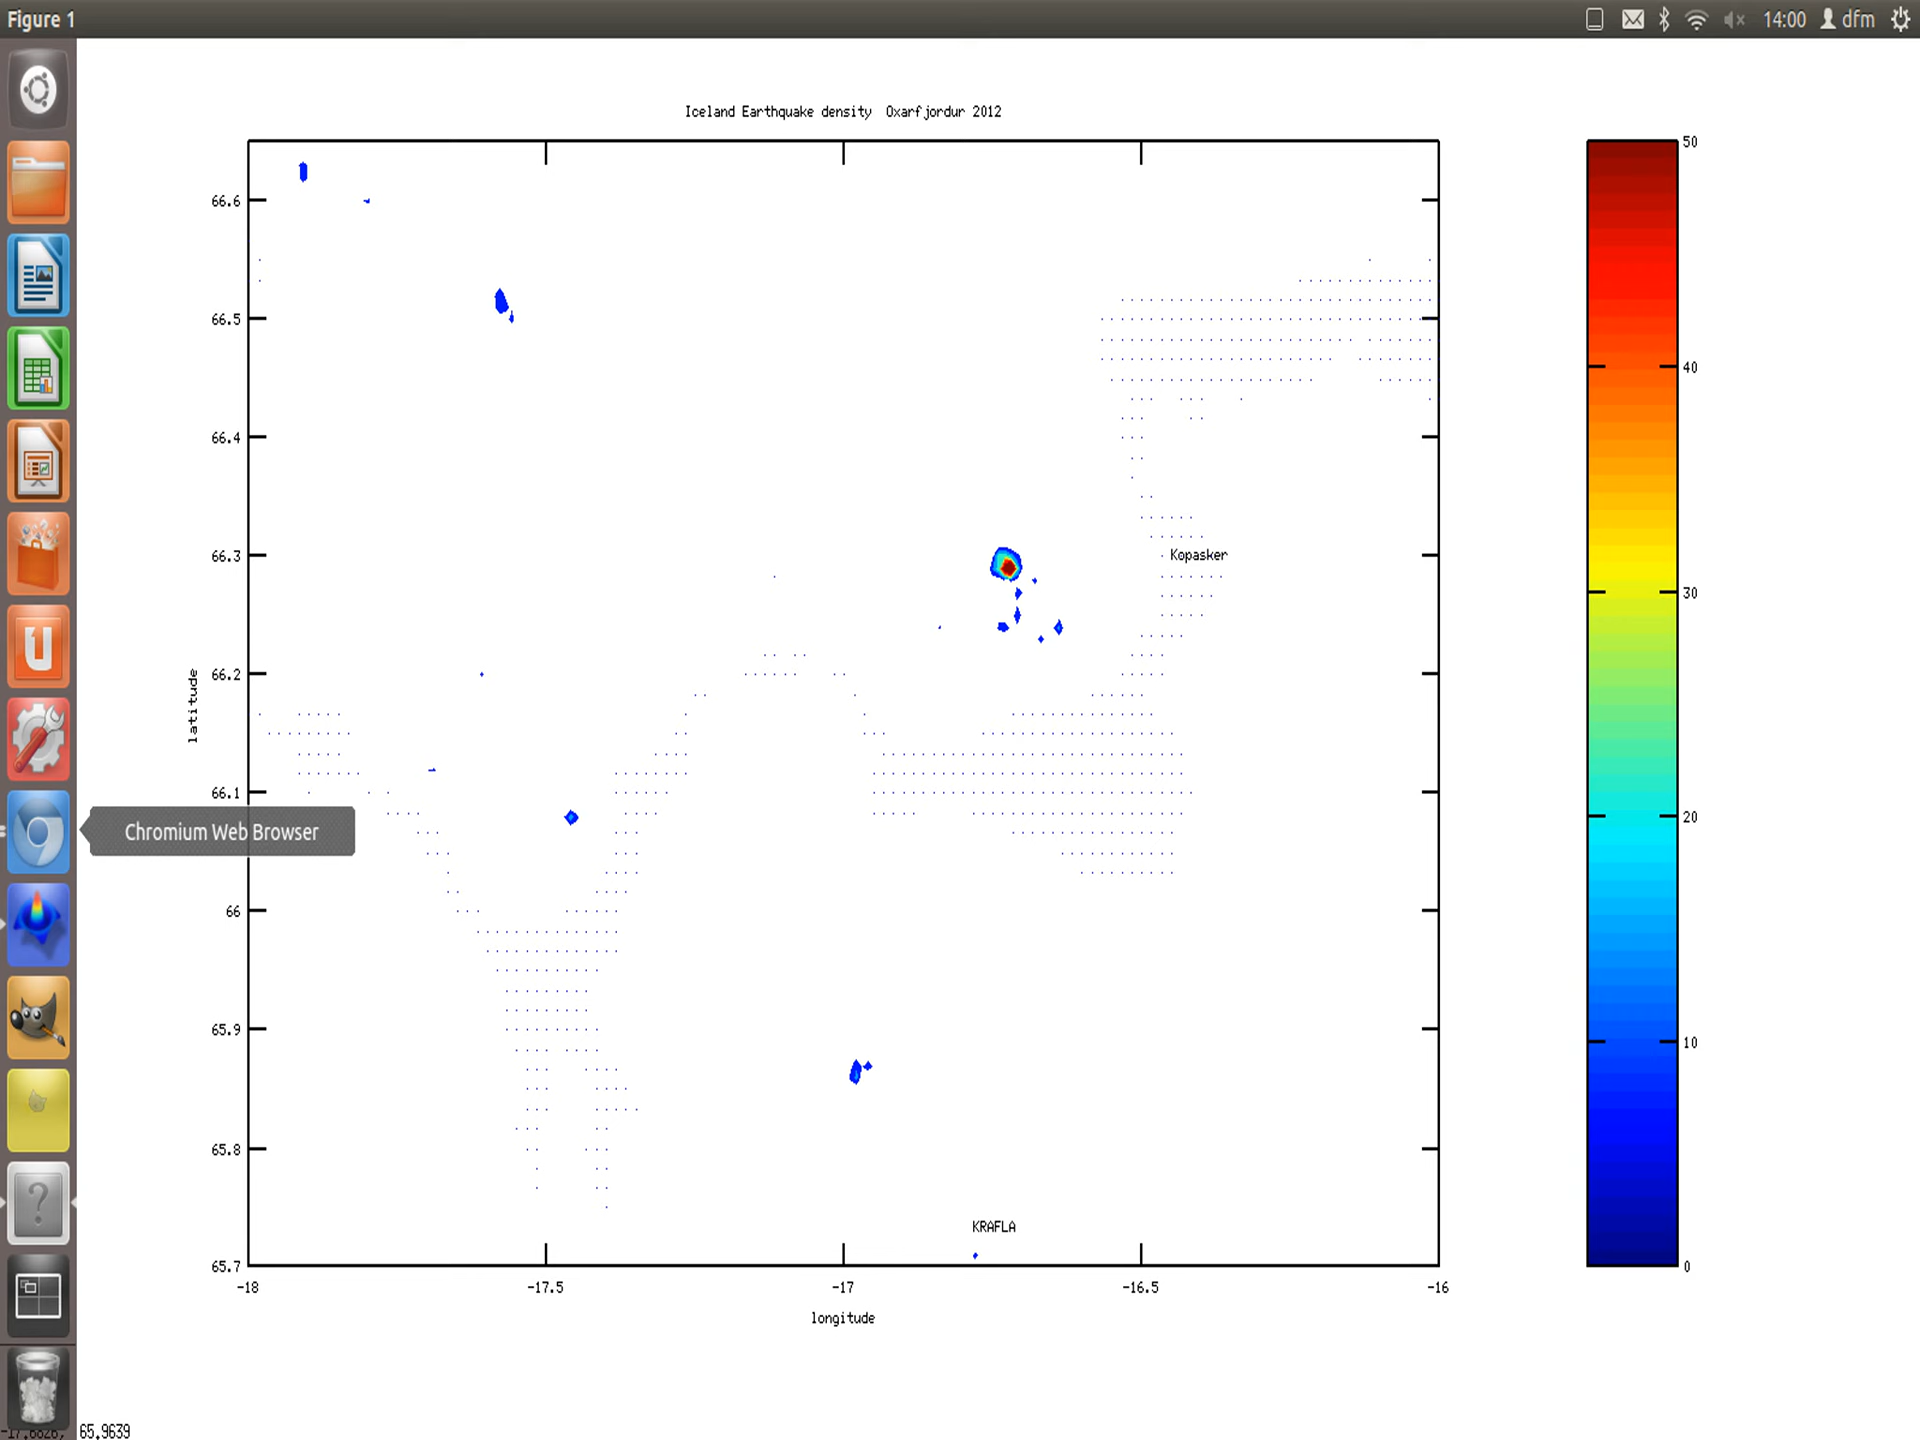 Figure 1
14:00 dfm
Iceland Earthquake density Oxarfjordur 2012
50
40
30
20
10
0
66.6
66.5
66.4
66.3
66.2
66.1
66
65.9
65.8
65.7
latitude
Kopasker
Chromium Web Browser
KRAFLA
-18 -17.5 -17 -16.5 -16
longitude
65.9639